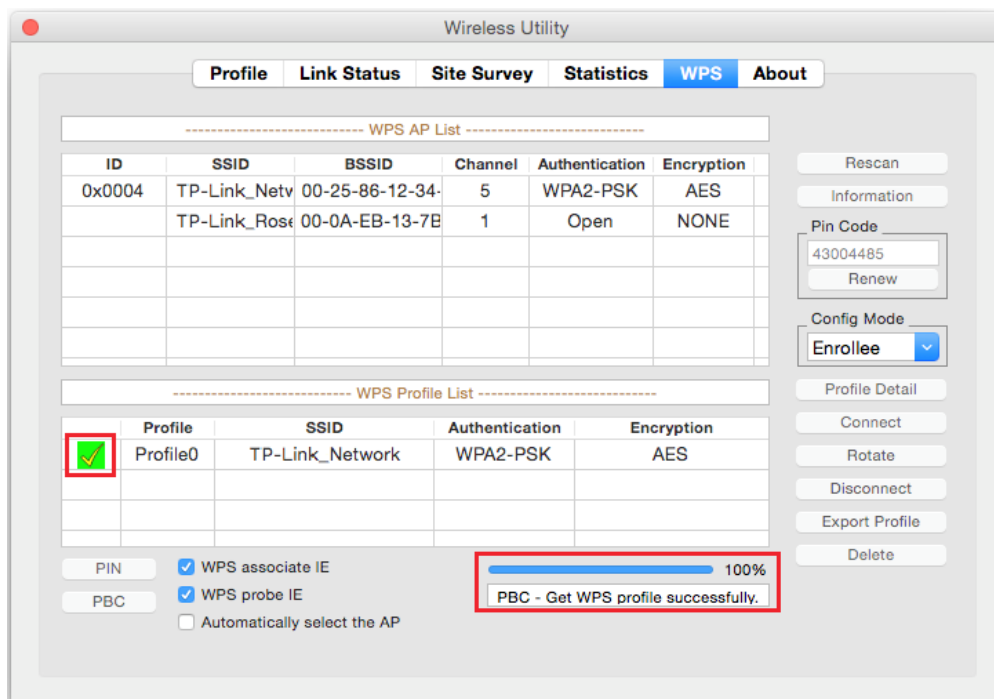 Wireless Utility
Profile Link Status Site Survey Statistics WPS About
---------------------------- WPS AP List ----------------------------
ID SSID BSSID Channel Authentication Encryption
0x0004 TP-Link_Netw 00-25-86-12-34- 5 WPA2-PSK AES
TP-Link_Rose 00-0A-EB-13-7B 1 Open NONE
Rescan
Information
Pin Code
43004485
Renew
Config Mode
Enrollee
---------------------------- WPS Profile List ----------------------------
Profile SSID Authentication Encryption
Profile0 TP-Link_Network WPA2-PSK AES
Profile Detail
Connect
Rotate
Disconnect
Export Profile
Delete
PIN
PBC
WPS associate IE
WPS probe IE
Automatically select the AP
100%
PBC - Get WPS profile successfully.